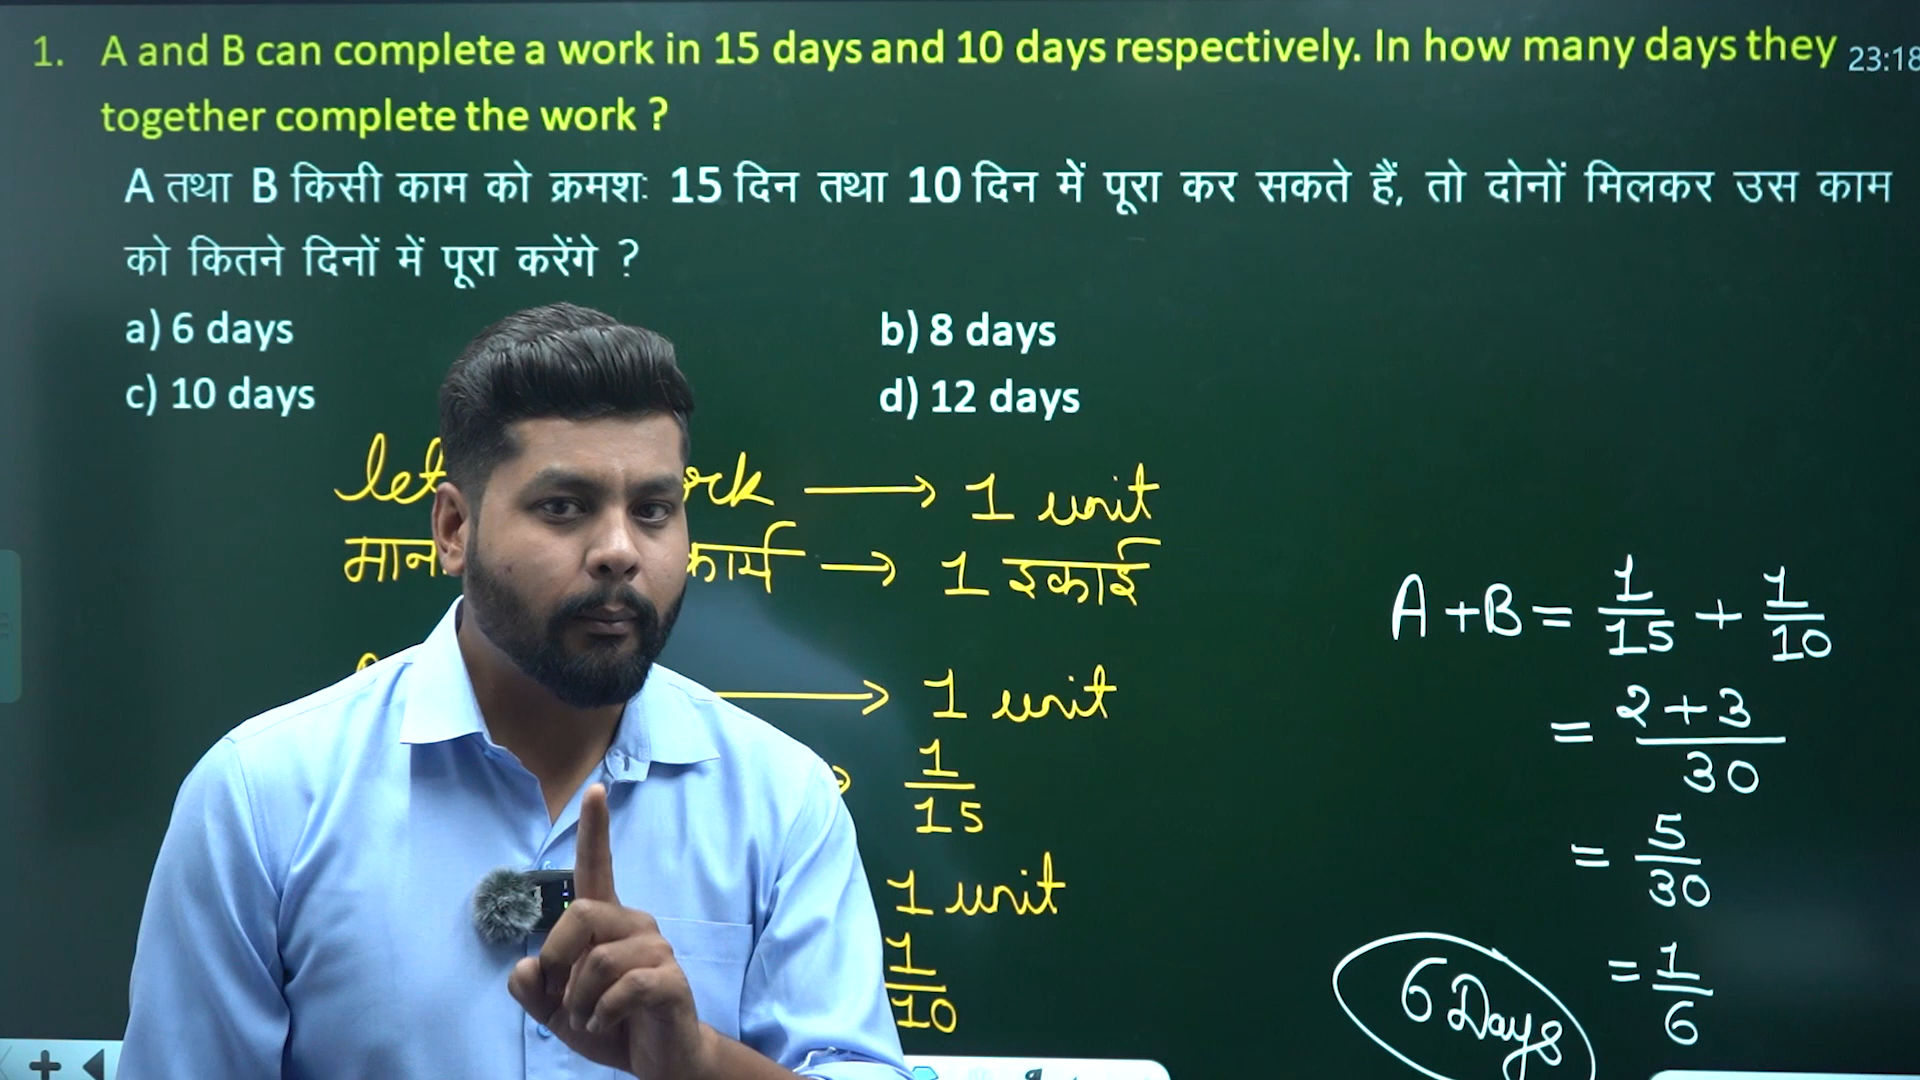 1. A and B can complete a work in 15 days and 10 days respectively. In how many days they
together complete the work ?
23:18
A तथा B किसी काम को क्रमशः 15 दिन तथा 10 दिन में पूरा कर सकते हैं, तो दोनों मिलकर उस काम
को कितने दिनों में पूरा करेंगे ?
a) 6 days b) 8 days
c) 10 days d) 12 days
let → 1 unit
कार्य → 1 इकाई
→ 1 unit
1/15
1 unit
1/10
A + B = 1/15 + 1/10
= 2+3/30
= 5/30
= 1/6
6 Days